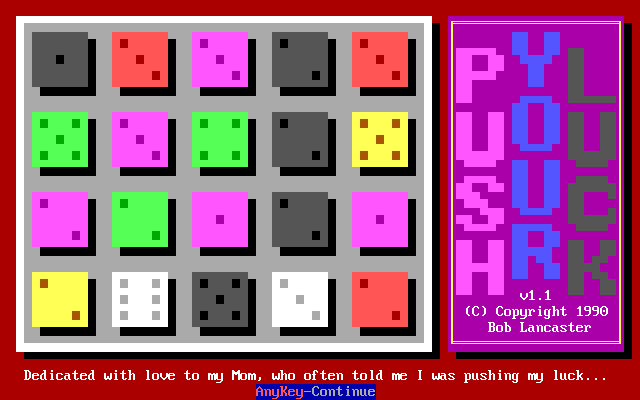 PUSH
YOUR
LUCK
v1.1
(C) Copyright 1990
Bob Lancaster
Dedicated with love to my Mom, who often told me I was pushing my luck...
AnyKey-Continue